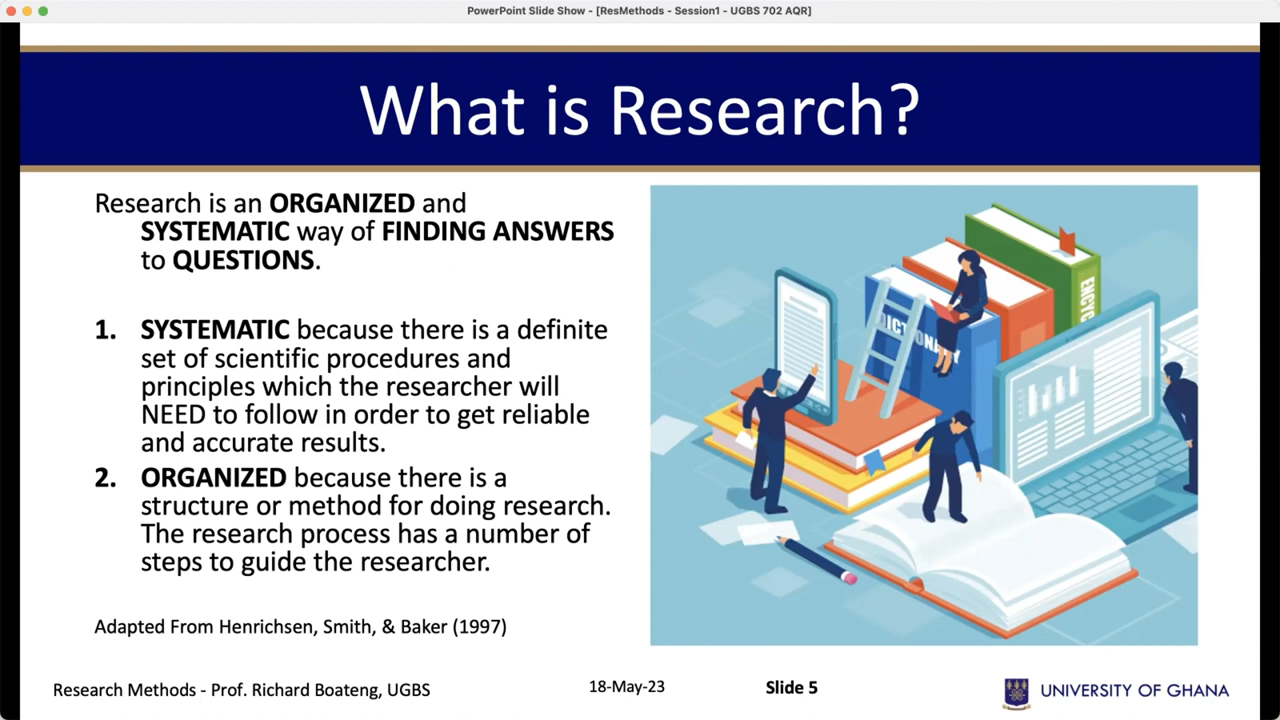 PowerPoint Slide Show - [ResMethods - Session1 - UGBS 702 AQR]
What is Research?
Research is an ORGANIZED and
SYSTEMATIC way of FINDING ANSWERS
to QUESTIONS.
1. SYSTEMATIC because there is a definite
set of scientific procedures and
principles which the researcher will
NEED to follow in order to get reliable
and accurate results.
2. ORGANIZED because there is a
structure or method for doing research.
The research process has a number of
steps to guide the researcher.
Adapted From Henrichsen, Smith, & Baker (1997)
DICTIONARY
ENCYC
Research Methods - Prof. Richard Boateng, UGBS
18-May-23
Slide 5
UNIVERSITY OF GHANA